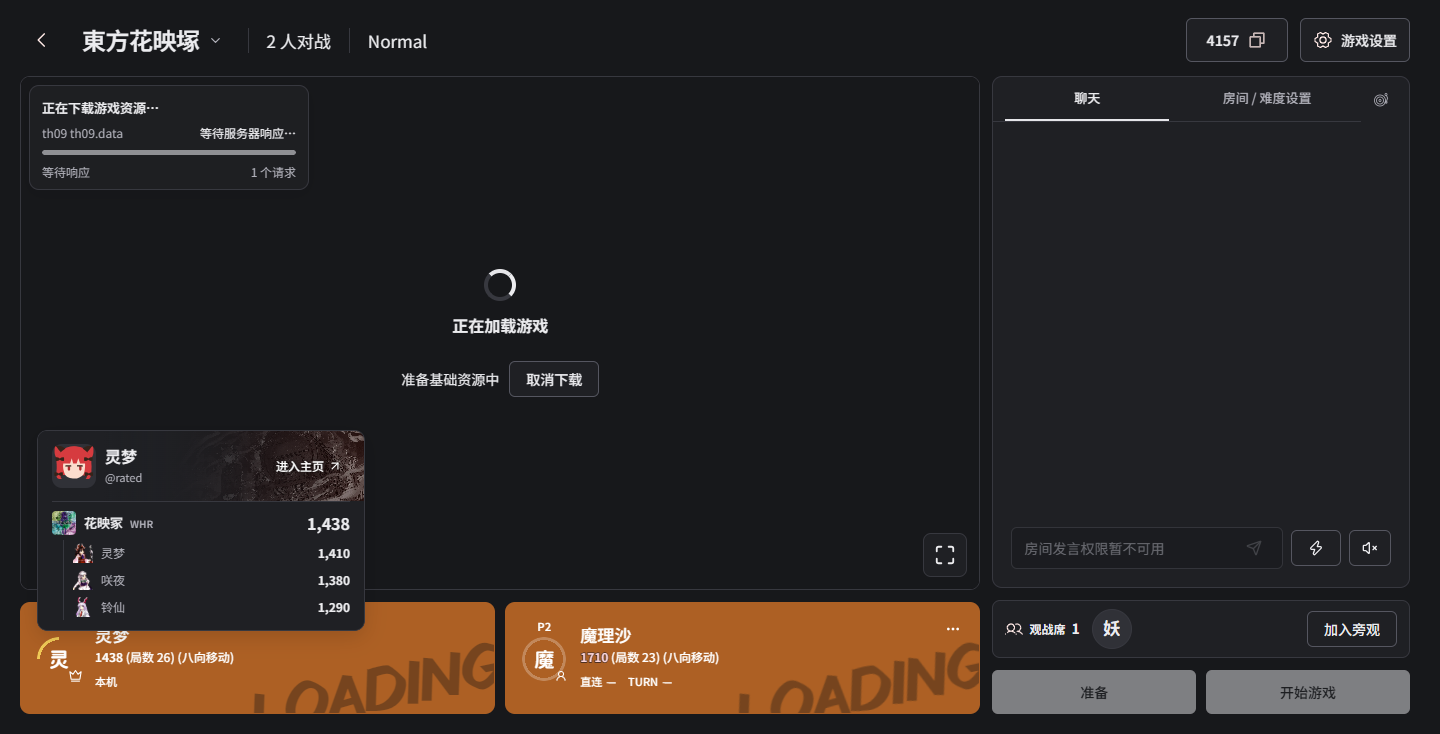 東方花映塚
2 人对战
Normal
4157
游戏设置
正在下载游戏资源…
th09 th09.data
等待服务器响应…
等待响应
1 个请求
正在加载游戏
准备基础资源中
取消下载
灵梦
@rated
进入主页
花映冢 WHR
1,438
灵梦
1,410
咲夜
1,380
铃仙
1,290
灵
灵梦
1438 (局数 26) (八向移动)
本机
LOADING
P2
魔
魔理沙
1710 (局数 23) (八向移动)
直连 — TURN —
LOADING
聊天
房间 / 难度设置
房间发言权限暂不可用
观战席 1
妖
加入旁观
准备
开始游戏